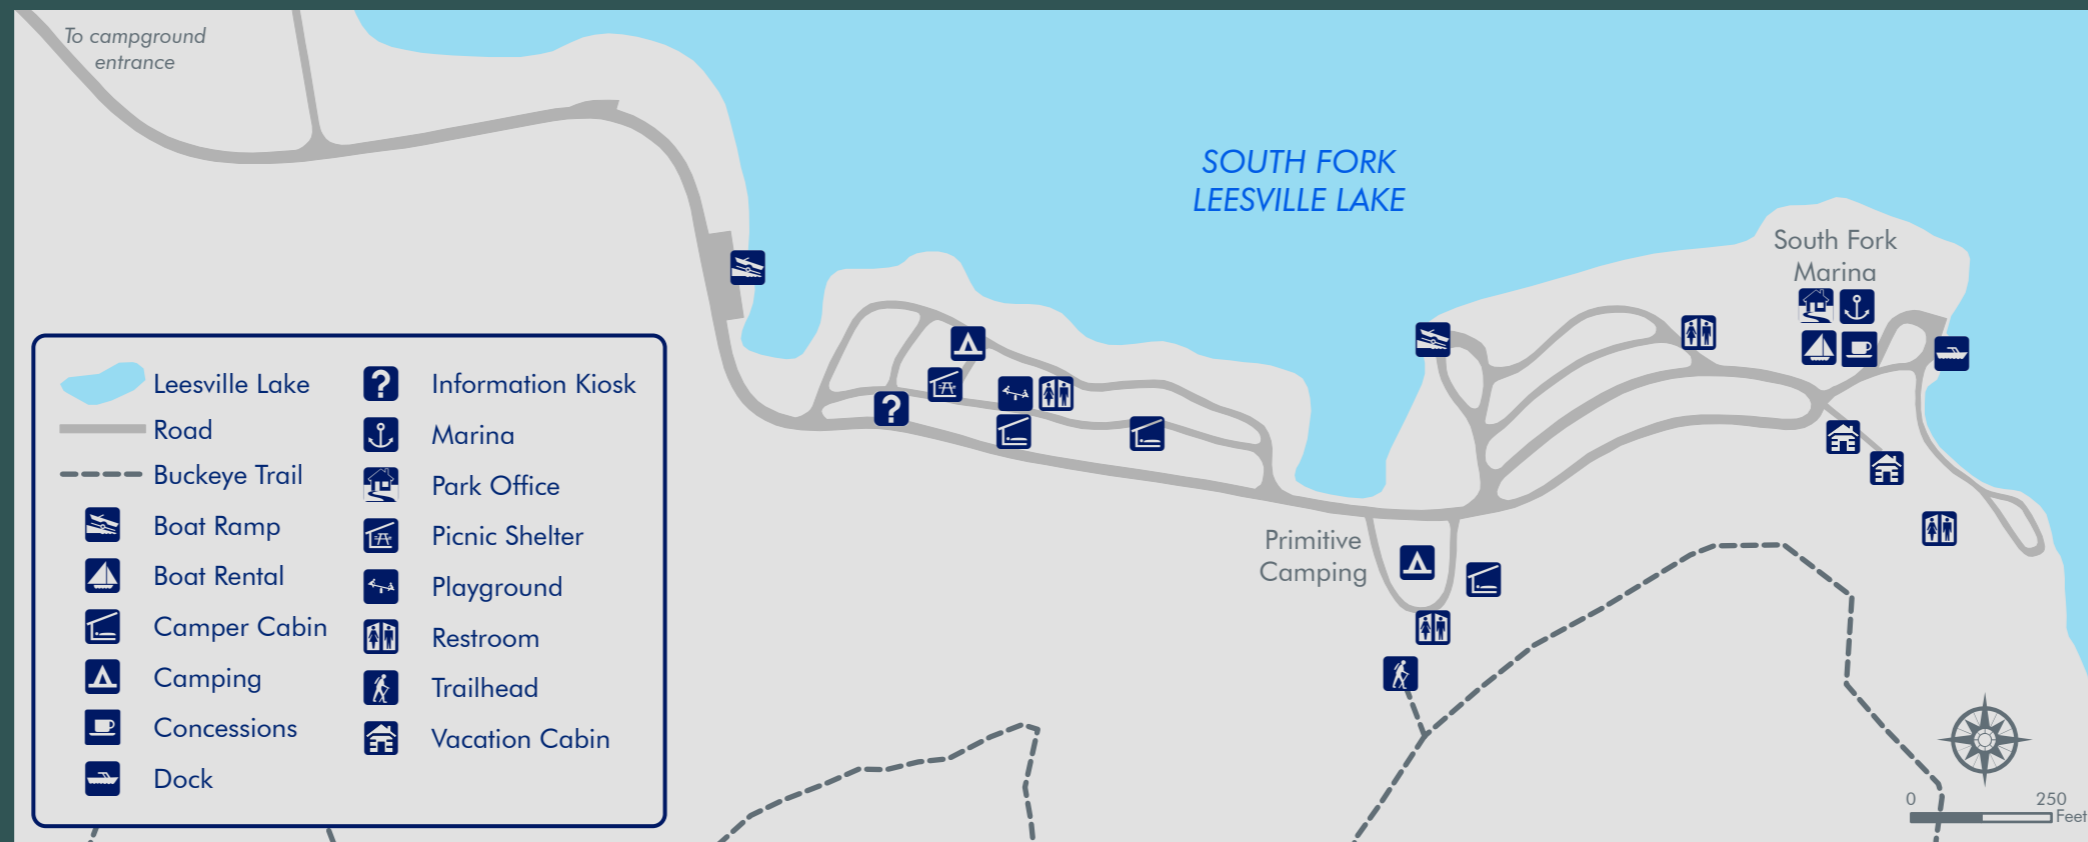 To campground
entrance
SOUTH FORK
LEESVILLE LAKE
South Fork
Marina
Primitive
Camping
Leesville Lake
Road
Buckeye Trail
Boat Ramp
Boat Rental
Camper Cabin
Camping
Concessions
Dock
? Information Kiosk
Marina
Park Office
Picnic Shelter
Playground
Restroom
Trailhead
Vacation Cabin
?
0 250
Feet